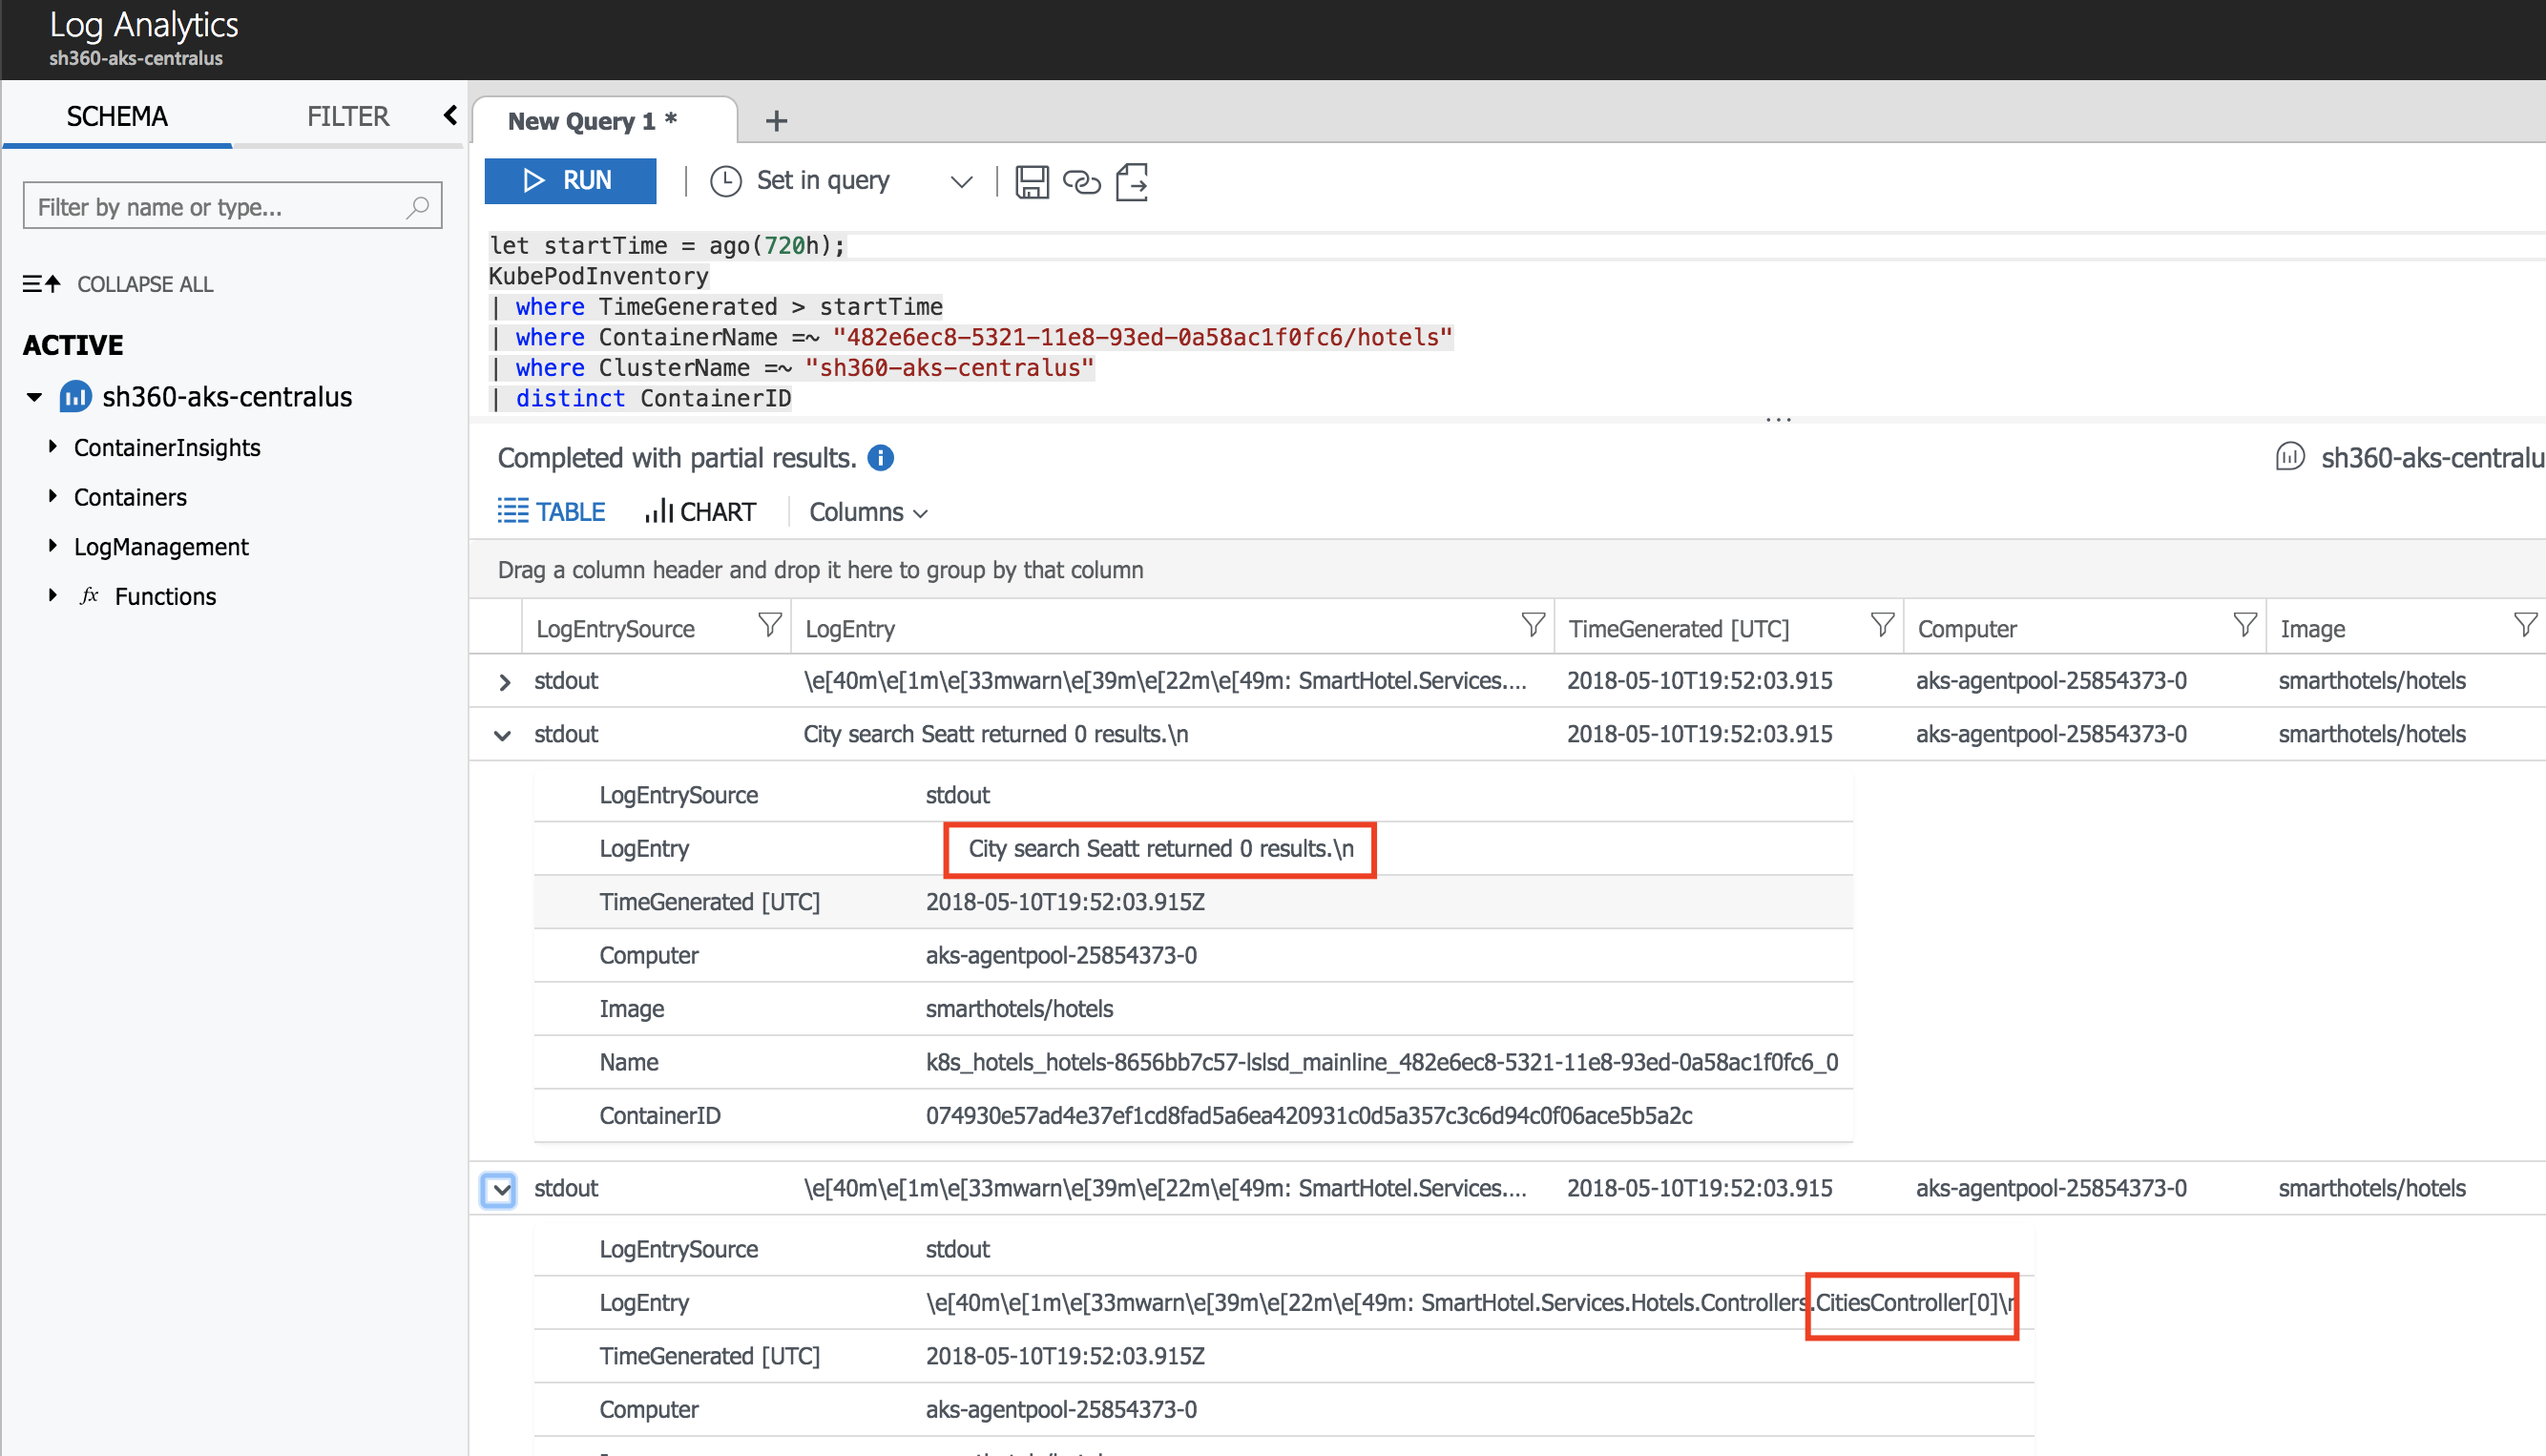 Log Analytics
sh360-aks-centralus
SCHEMA FILTER
New Query 1 *
RUN Set in query
Filter by name or type...
COLLAPSE ALL
ACTIVE
sh360-aks-centralus
ContainerInsights
Containers
LogManagement
fx Functions
let startTime = ago(720h);
KubePodInventory
| where TimeGenerated > startTime
| where ContainerName =~ "482e6ec8-5321-11e8-93ed-0a58ac1f0fc6/hotels"
| where ClusterName =~ "sh360-aks-centralus"
| distinct ContainerID
...
Completed with partial results. sh360-aks-centralu
TABLE CHART Columns
Drag a column header and drop it here to group by that column
LogEntrySource LogEntry TimeGenerated [UTC] Computer Image
stdout \e[40m\e[1m\e[33mwarn\e[39m\e[22m\e[49m: SmartHotel.Services.... 2018-05-10T19:52:03.915 aks-agentpool-25854373-0 smarthotels/hotels
stdout City search Seatt returned 0 results.\n 2018-05-10T19:52:03.915 aks-agentpool-25854373-0 smarthotels/hotels
LogEntrySource stdout
LogEntry City search Seatt returned 0 results.\n
TimeGenerated [UTC] 2018-05-10T19:52:03.915Z
Computer aks-agentpool-25854373-0
Image smarthotels/hotels
Name k8s_hotels_hotels-8656bb7c57-lslsd_mainline_482e6ec8-5321-11e8-93ed-0a58ac1f0fc6_0
ContainerID 074930e57ad4e37ef1cd8fad5a6ea420931c0d5a357c3c6d94c0f06ace5b5a2c
stdout \e[40m\e[1m\e[33mwarn\e[39m\e[22m\e[49m: SmartHotel.Services.... 2018-05-10T19:52:03.915 aks-agentpool-25854373-0 smarthotels/hotels
LogEntrySource stdout
LogEntry \e[40m\e[1m\e[33mwarn\e[39m\e[22m\e[49m: SmartHotel.Services.Hotels.Controllers.CitiesController[0]\n
TimeGenerated [UTC] 2018-05-10T19:52:03.915Z
Computer aks-agentpool-25854373-0